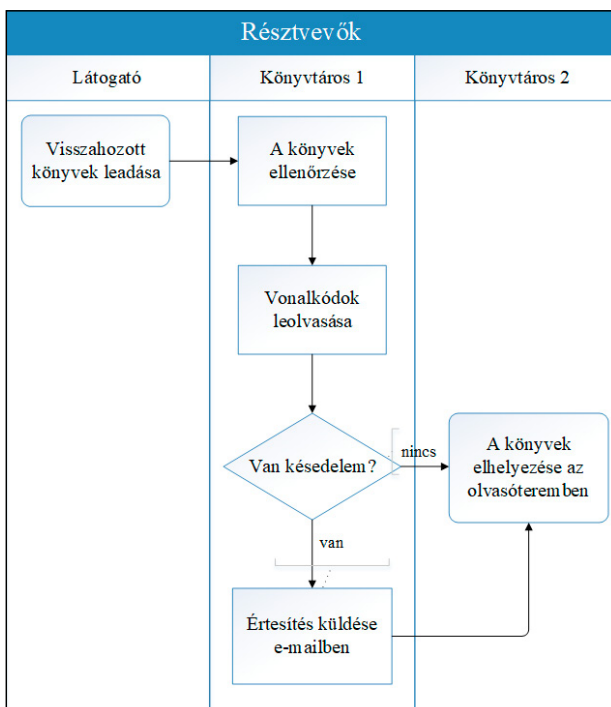 Résztvevők
Látogató
Könyvtáros 1
Könyvtáros 2
Visszahozott
könyvek leadása
A könyvek
ellenőrzése
Vonalkódok
leolvasása
Van késedelem?
nincs
A könyvek
elhelyezése az
olvasóteremben
van
Értesítés küldése
e-mailben